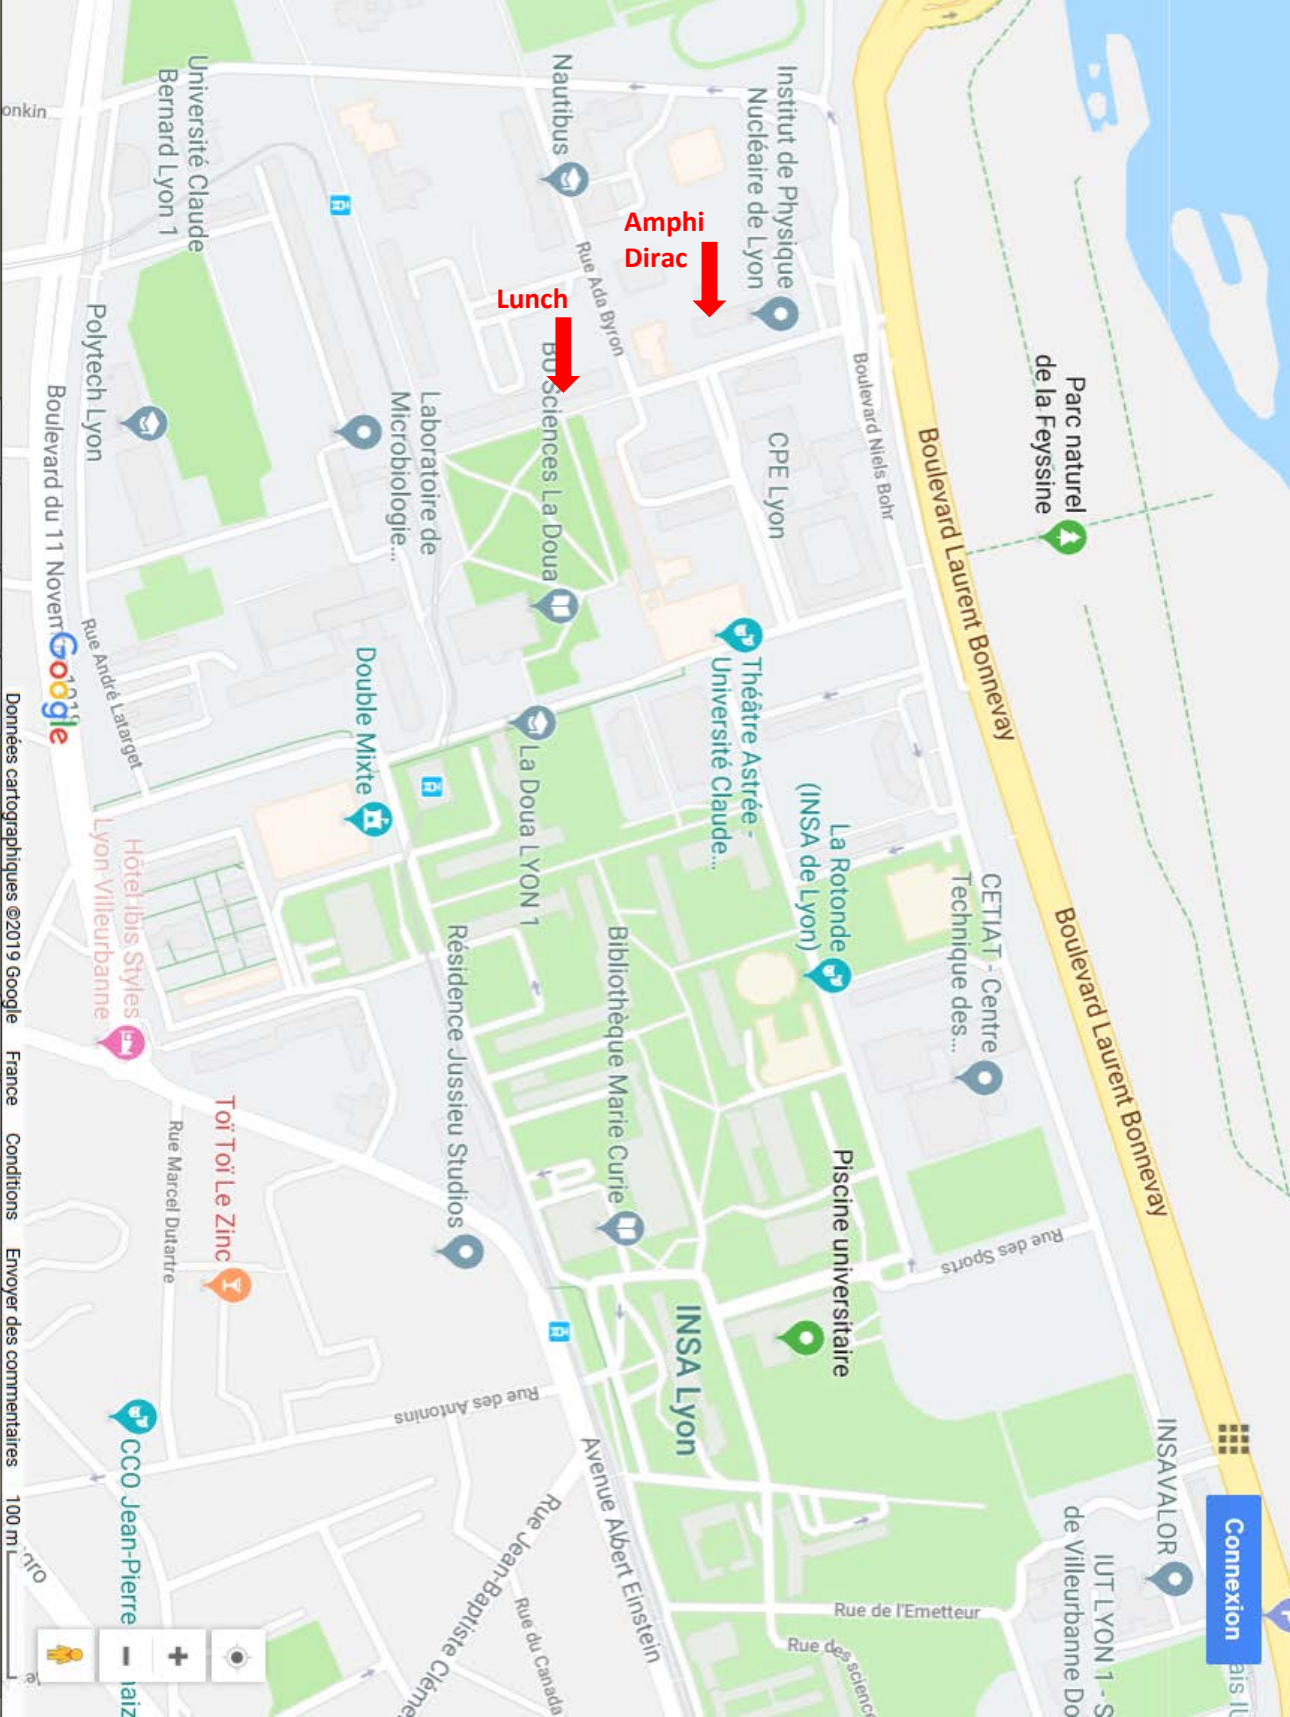 Amphi
Dirac
Lunch
Université Claude
Bernard Lyon 1
Nautibus
Institut de Physique
Nucléaire de Lyon
Rue Ada Byron
Boulevard Niels Bohr
Boulevard Laurent Bonnevay
Parc naturel
de la Feyssine
CPE Lyon
BU Sciences La Doua
Laboratoire de
Microbiologie...
Polytech Lyon
Boulevard du 11 Novem
Rue André Latarget
Google
Double Mixte
La Doua LYON 1
Théâtre Astrée -
Université Claude...
La Rotonde
(INSA de Lyon)
CETIAT - Centre
Technique des...
Boulevard Laurent Bonnevay
Hôtel Ibis Styles
Lyon Villeurbanne
Résidence Jussieu Studios
Bibliothèque Marie Curie
Piscine universitaire
Rue des Sports
Toï Toï Le Zinc
Rue Marcel Dutartre
INSA Lyon
Rue des Antonins
Avenue Albert Einstein
Rue Jean-Baptiste Cléme
Rue du Canada
CCO Jean-Pierre
Rue de l'Emetteur
Rue des science
INSAVALOR
IUT LYON 1 - S
de Villeurbanne Do
Connexion
Données cartographiques ©2019 Google France Conditions Envoyer des commentaires 100 m